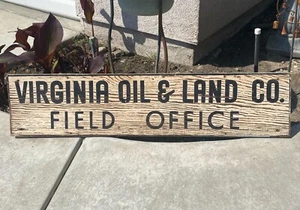 VIRGINIA OIL & LAND CO.
FIELD OFFICE